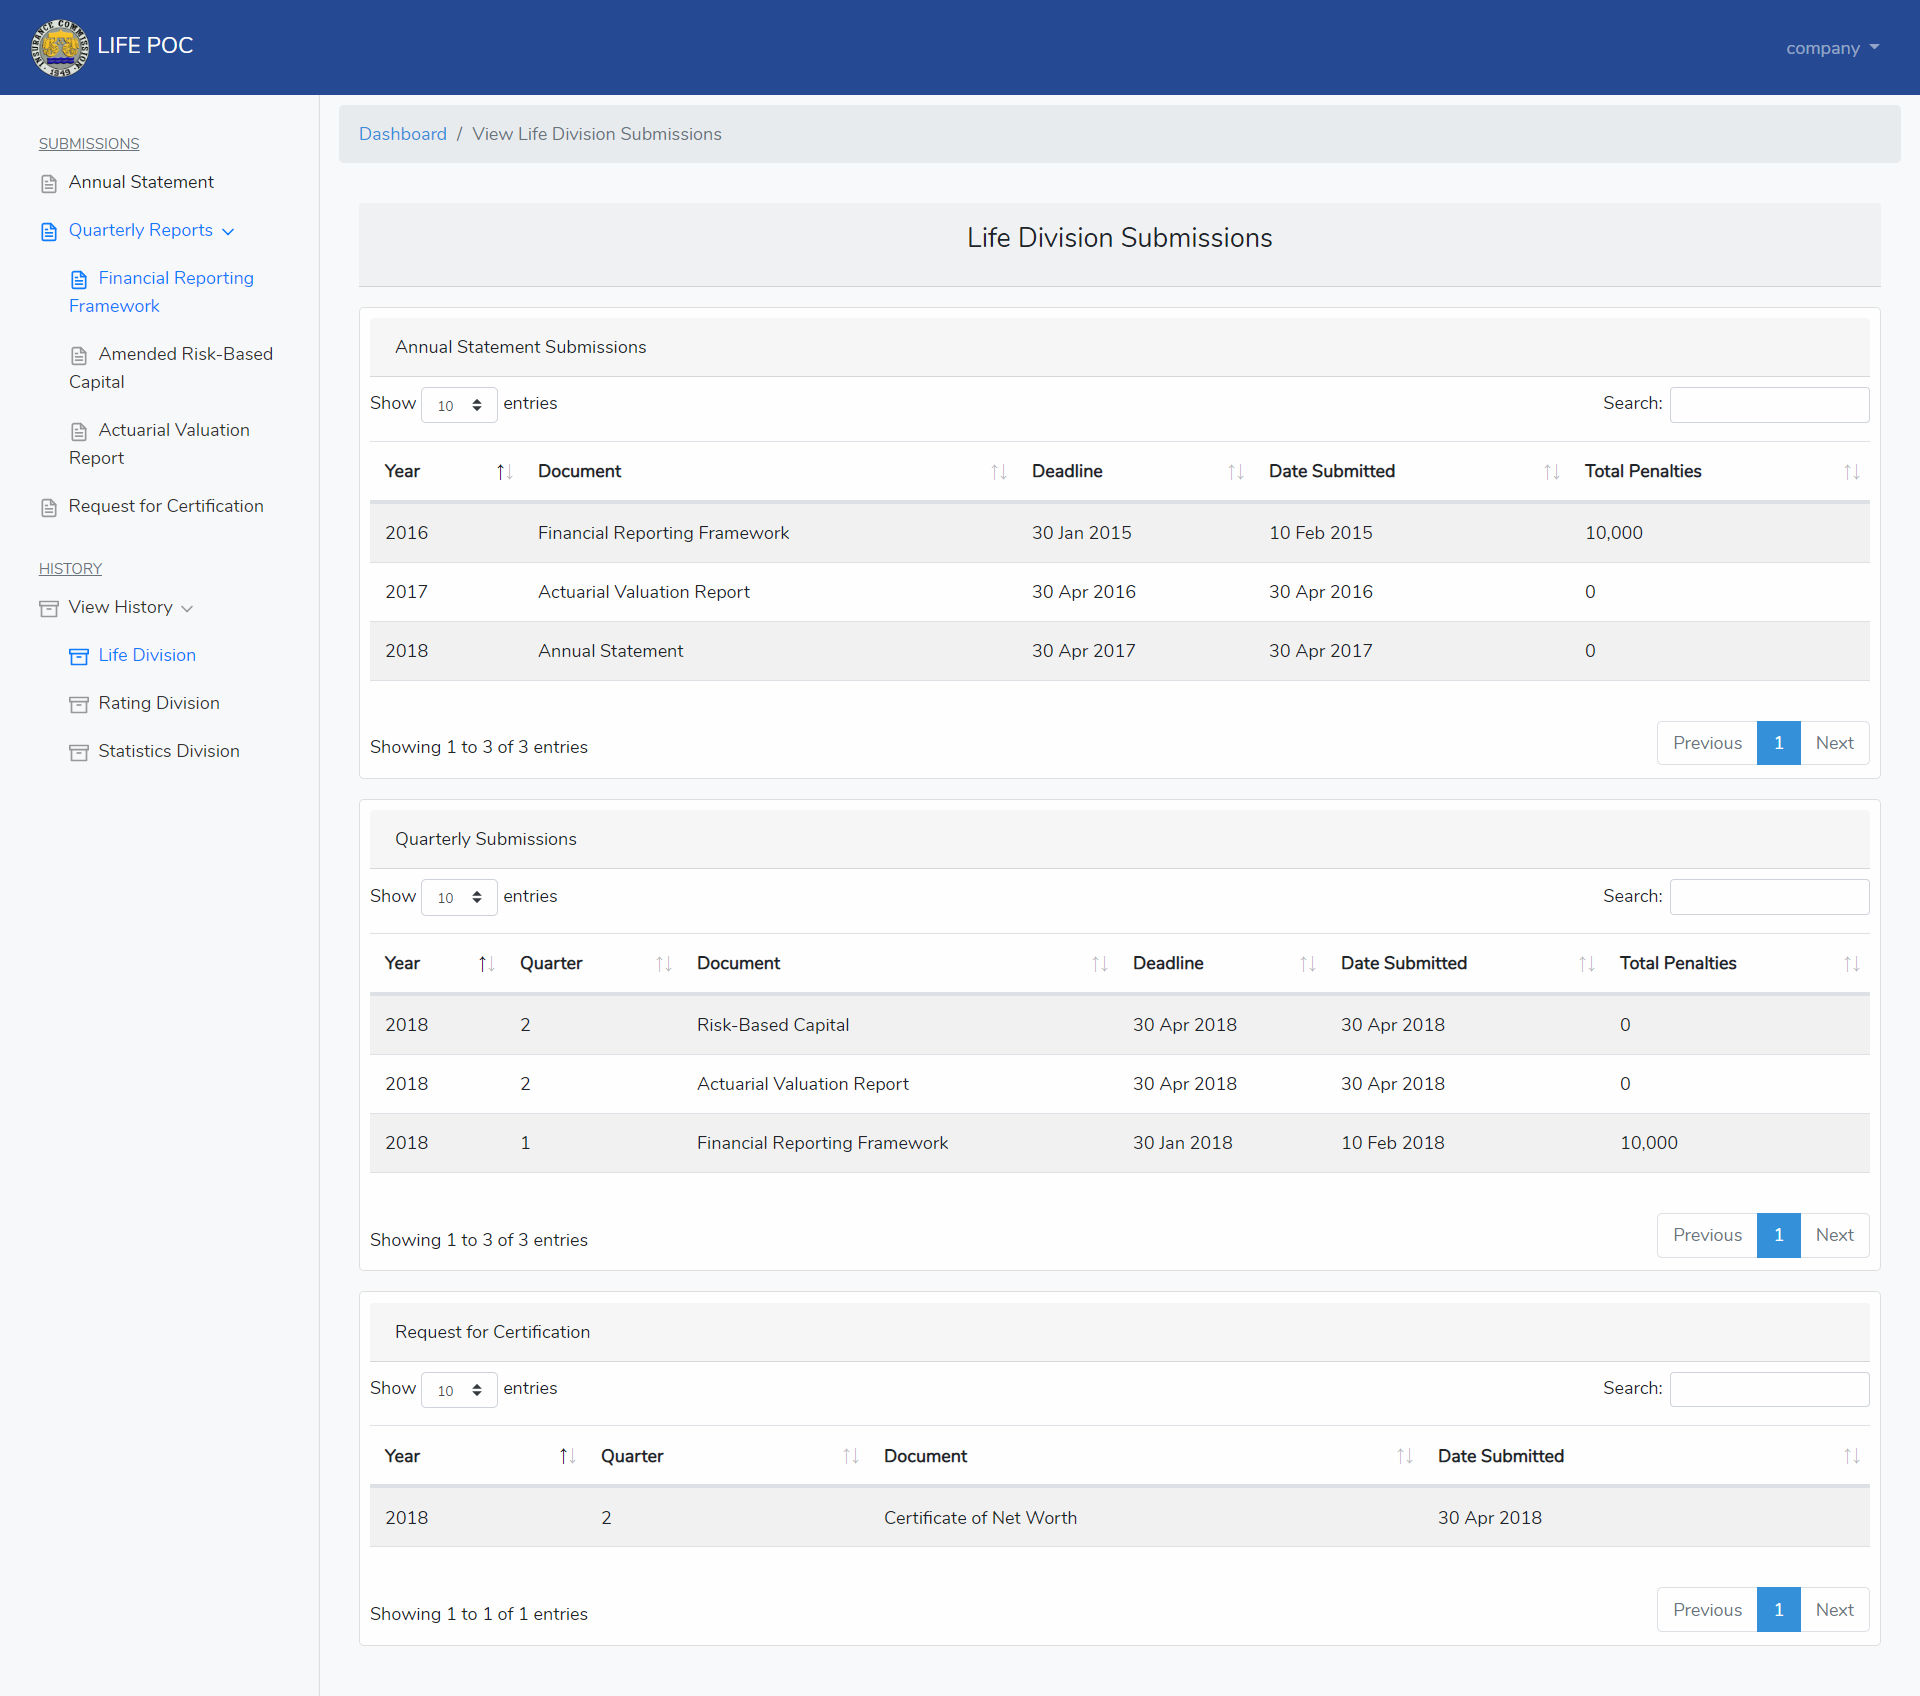 INSURANCE COMMISSION
1949
LIFE POC
company
SUBMISSIONS
Annual Statement
Quarterly Reports
Financial Reporting
Framework
Amended Risk-Based
Capital
Actuarial Valuation
Report
Request for Certification
HISTORY
View History
Life Division
Rating Division
Statistics Division
Dashboard / View Life Division Submissions
Life Division Submissions
Annual Statement Submissions
Show 10 entries Search:
Year Document Deadline Date Submitted Total Penalties
2016 Financial Reporting Framework 30 Jan 2015 10 Feb 2015 10,000
2017 Actuarial Valuation Report 30 Apr 2016 30 Apr 2016 0
2018 Annual Statement 30 Apr 2017 30 Apr 2017 0
Showing 1 to 3 of 3 entries Previous 1 Next
Quarterly Submissions
Show 10 entries Search:
Year Quarter Document Deadline Date Submitted Total Penalties
2018 2 Risk-Based Capital 30 Apr 2018 30 Apr 2018 0
2018 2 Actuarial Valuation Report 30 Apr 2018 30 Apr 2018 0
2018 1 Financial Reporting Framework 30 Jan 2018 10 Feb 2018 10,000
Showing 1 to 3 of 3 entries Previous 1 Next
Request for Certification
Show 10 entries Search:
Year Quarter Document Date Submitted
2018 2 Certificate of Net Worth 30 Apr 2018
Showing 1 to 1 of 1 entries Previous 1 Next